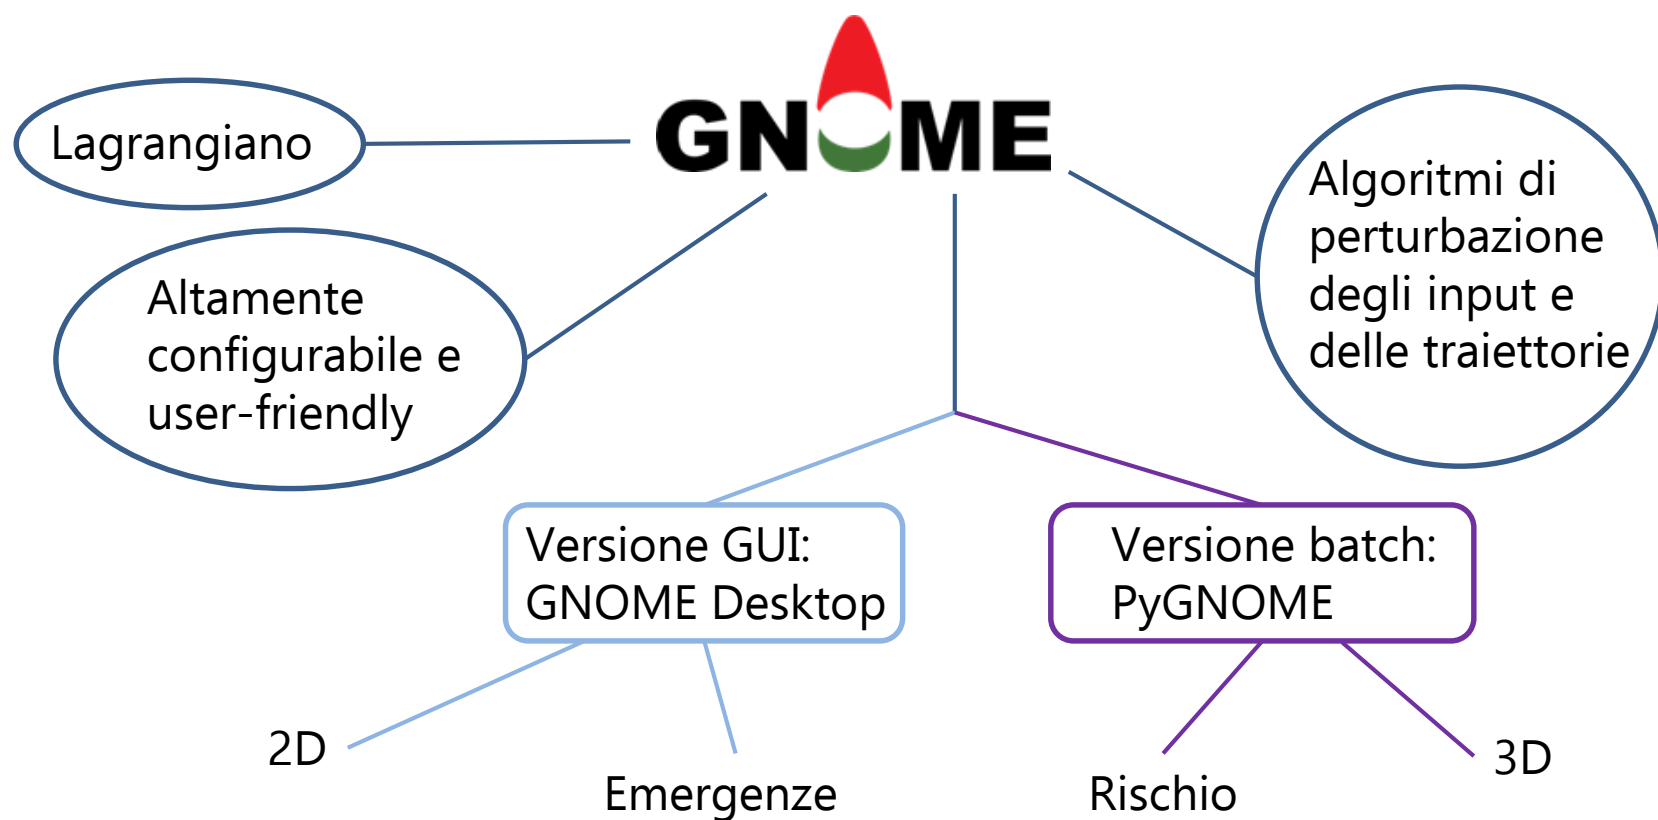 GNOME
Lagrangiano
Altamente
configurabile e
user-friendly
Algoritmi di
perturbazione
degli input e
delle traiettorie
Versione GUI:
GNOME Desktop
Versione batch:
PyGNOME
2D
Emergenze
Rischio
3D